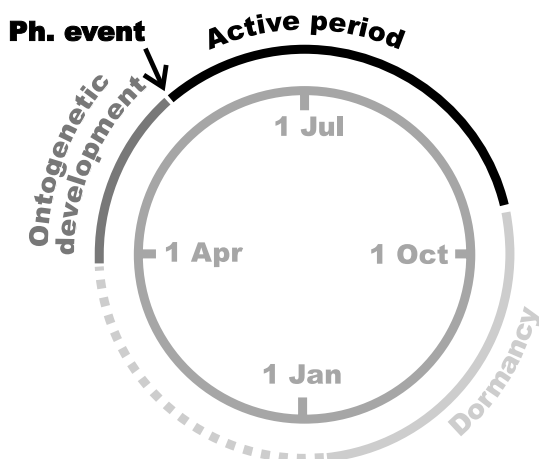 Ph. event
Active period
Ontogenetic
development
1 Jul
1 Apr
1 Oct
1 Jan
Dormancy